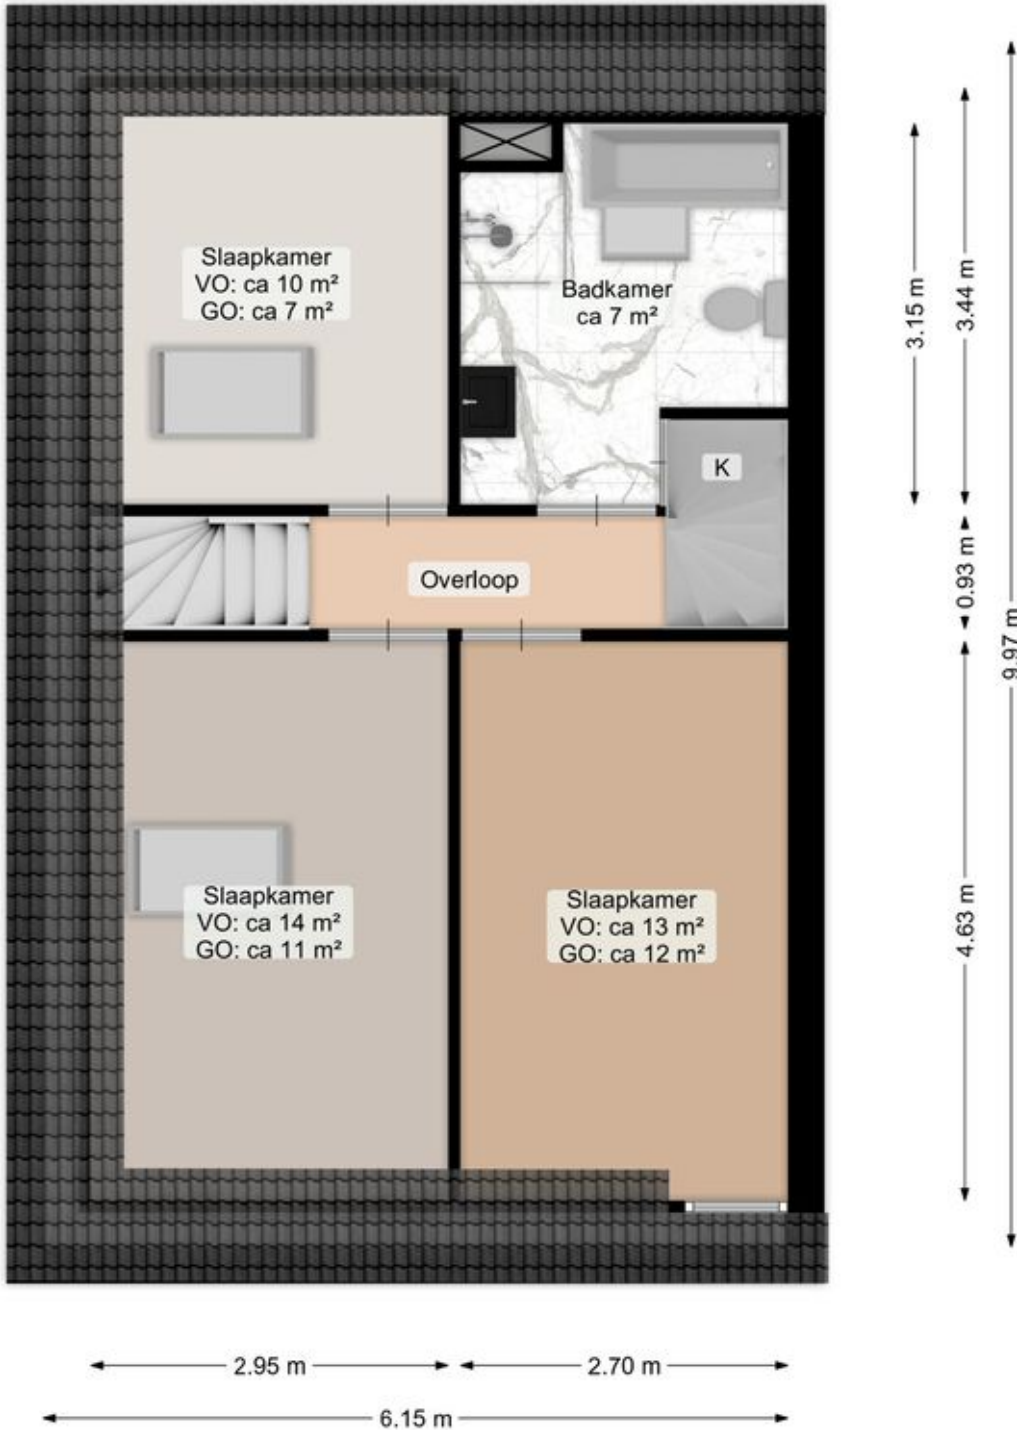 Slaapkamer
VO: ca 10 m²
GO: ca 7 m²
Badkamer
ca 7 m²
K
Overloop
Slaapkamer
VO: ca 14 m²
GO: ca 11 m²
Slaapkamer
VO: ca 13 m²
GO: ca 12 m²
3.15 m
3.44 m
0.93 m
9.97 m
4.63 m
2.95 m
2.70 m
6.15 m